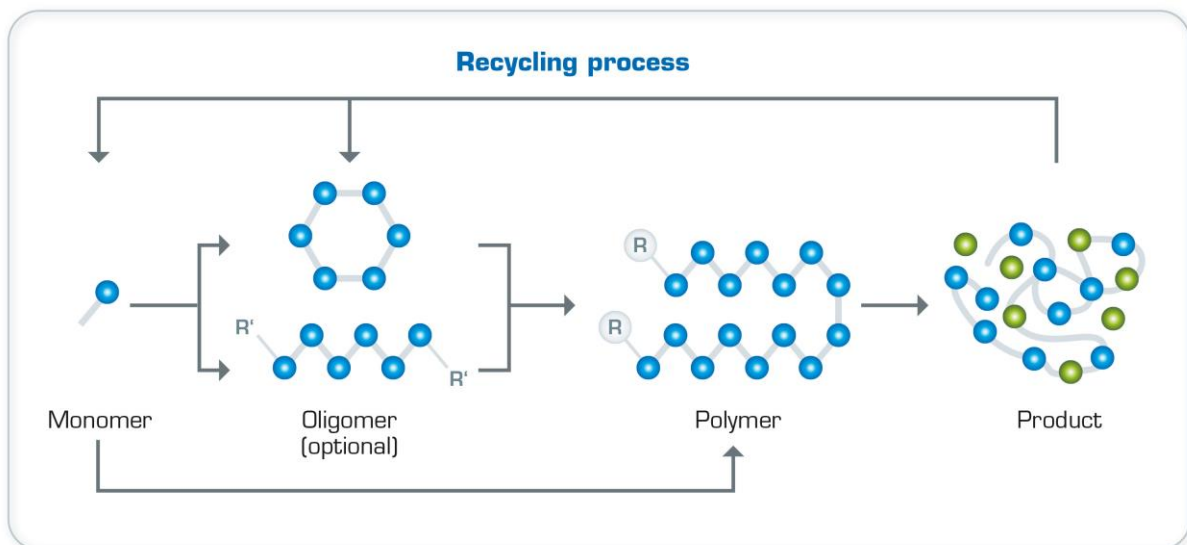 Recycling process
R
R'
R
R'
Monomer
Oligomer
(optional)
Polymer
Product